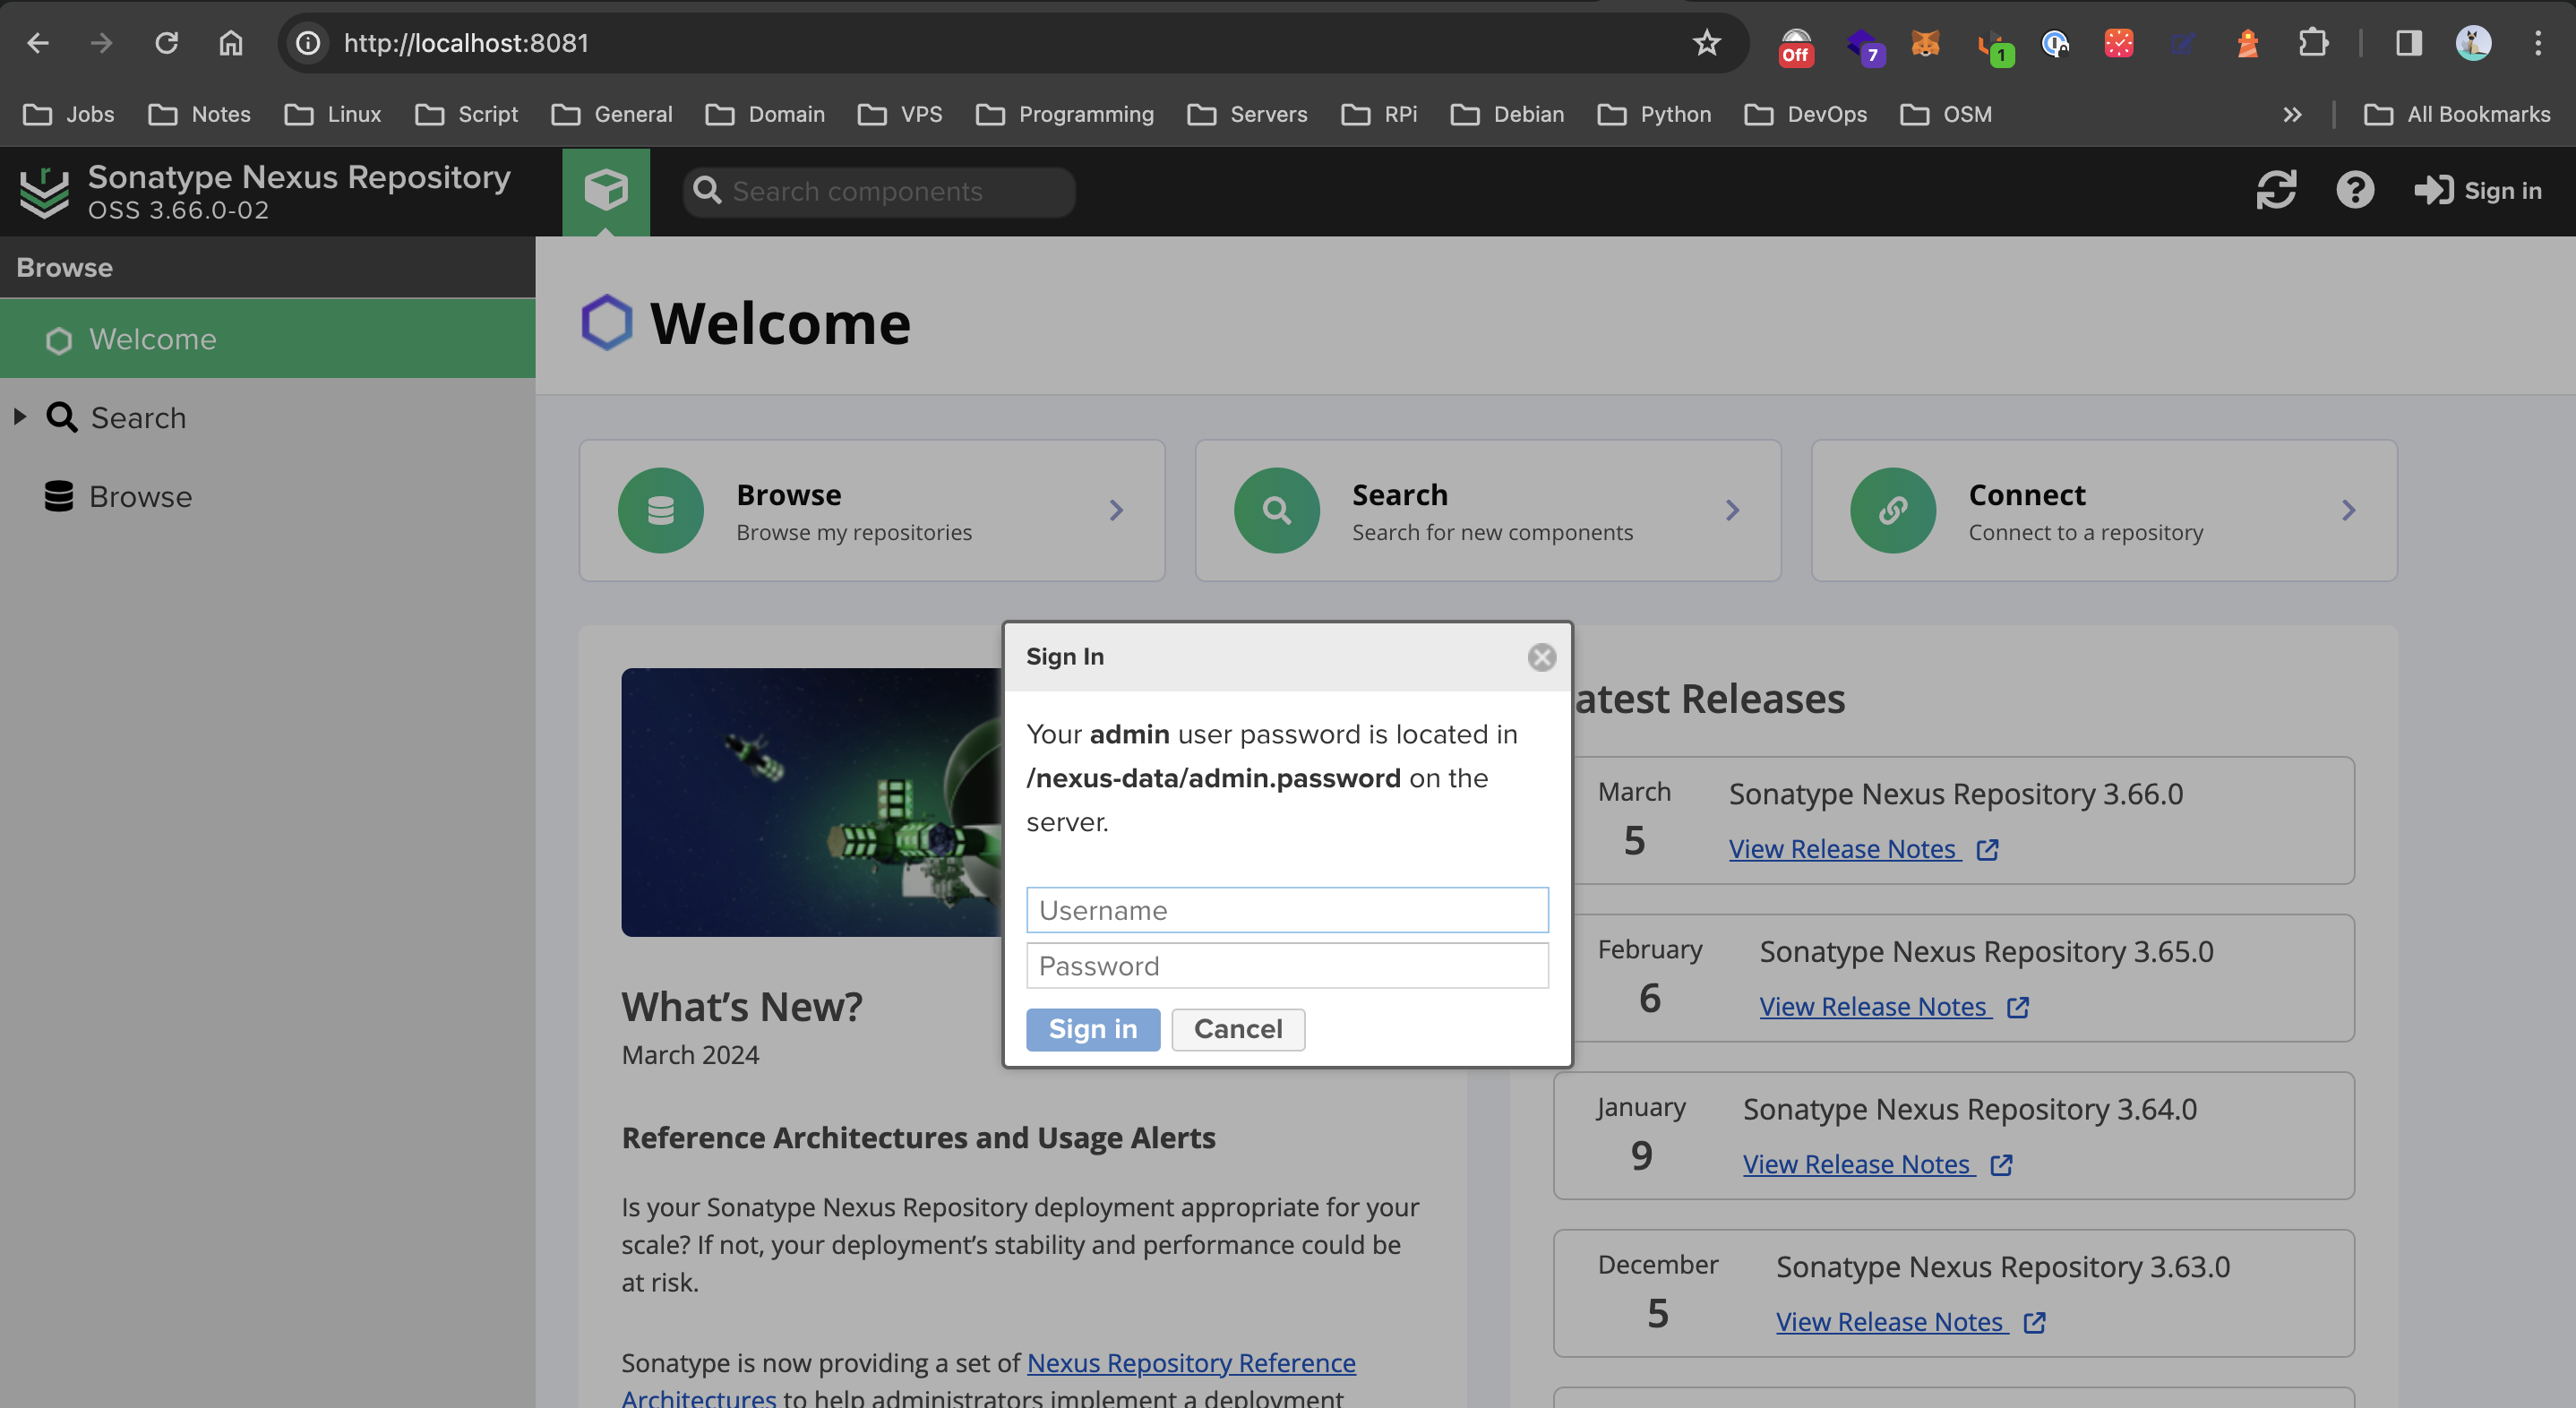 http://localhost:8081
Off
7
1
Jobs
Notes
Linux
Script
General
Domain
VPS
Programming
Servers
RPi
Debian
Python
DevOps
OSM
All Bookmarks
Sonatype Nexus Repository
OSS 3.66.0-02
Search components
Sign in
Browse
Welcome
Search
Browse
Welcome
Browse
Browse my repositories
Search
Search for new components
Connect
Connect to a repository
Sign In
Your admin user password is located in
/nexus-data/admin.password on the
server.
Username
Password
Sign in
Cancel
What’s New?
March 2024
Reference Architectures and Usage Alerts
Is your Sonatype Nexus Repository deployment appropriate for your
scale? If not, your deployment’s stability and performance could be
at risk.
Sonatype is now providing a set of Nexus Repository Reference
Architectures to help administrators implement a deployment
atest Releases
March
5
Sonatype Nexus Repository 3.66.0
View Release Notes
February
6
Sonatype Nexus Repository 3.65.0
View Release Notes
January
9
Sonatype Nexus Repository 3.64.0
View Release Notes
December
5
Sonatype Nexus Repository 3.63.0
View Release Notes